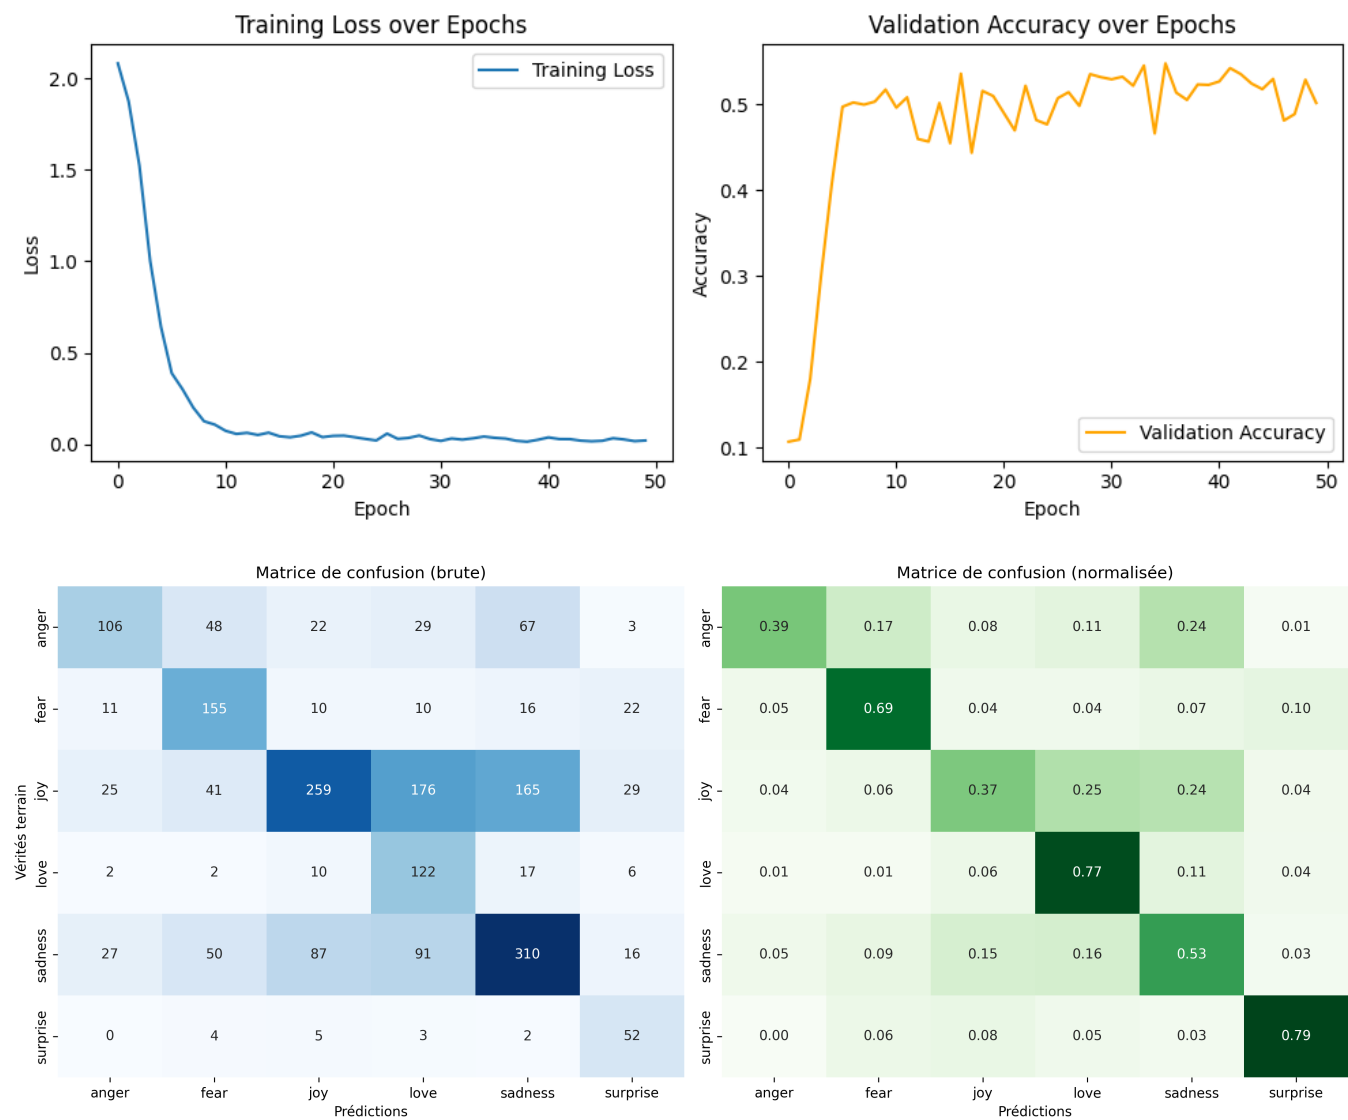 Training Loss over Epochs
Training Loss
2.0
1.5
1.0
0.5
0.0
Loss
0 10 20 30 40 50
Epoch
Validation Accuracy over Epochs
0.5
0.4
0.3
0.2
0.1
Accuracy
Validation Accuracy
0 10 20 30 40 50
Epoch
Matrice de confusion (brute)
Vérités terrain
anger 106 48 22 29 67 3
fear 11 155 10 10 16 22
joy 25 41 259 176 165 29
love 2 2 10 122 17 6
sadness 27 50 87 91 310 16
surprise 0 4 5 3 2 52
anger fear joy love sadness surprise
Prédictions
Matrice de confusion (normalisée)
anger 0.39 0.17 0.08 0.11 0.24 0.01
fear 0.05 0.69 0.04 0.04 0.07 0.10
joy 0.04 0.06 0.37 0.25 0.24 0.04
love 0.01 0.01 0.06 0.77 0.11 0.04
sadness 0.05 0.09 0.15 0.16 0.53 0.03
surprise 0.00 0.06 0.08 0.05 0.03 0.79
anger fear joy love sadness surprise
Prédictions